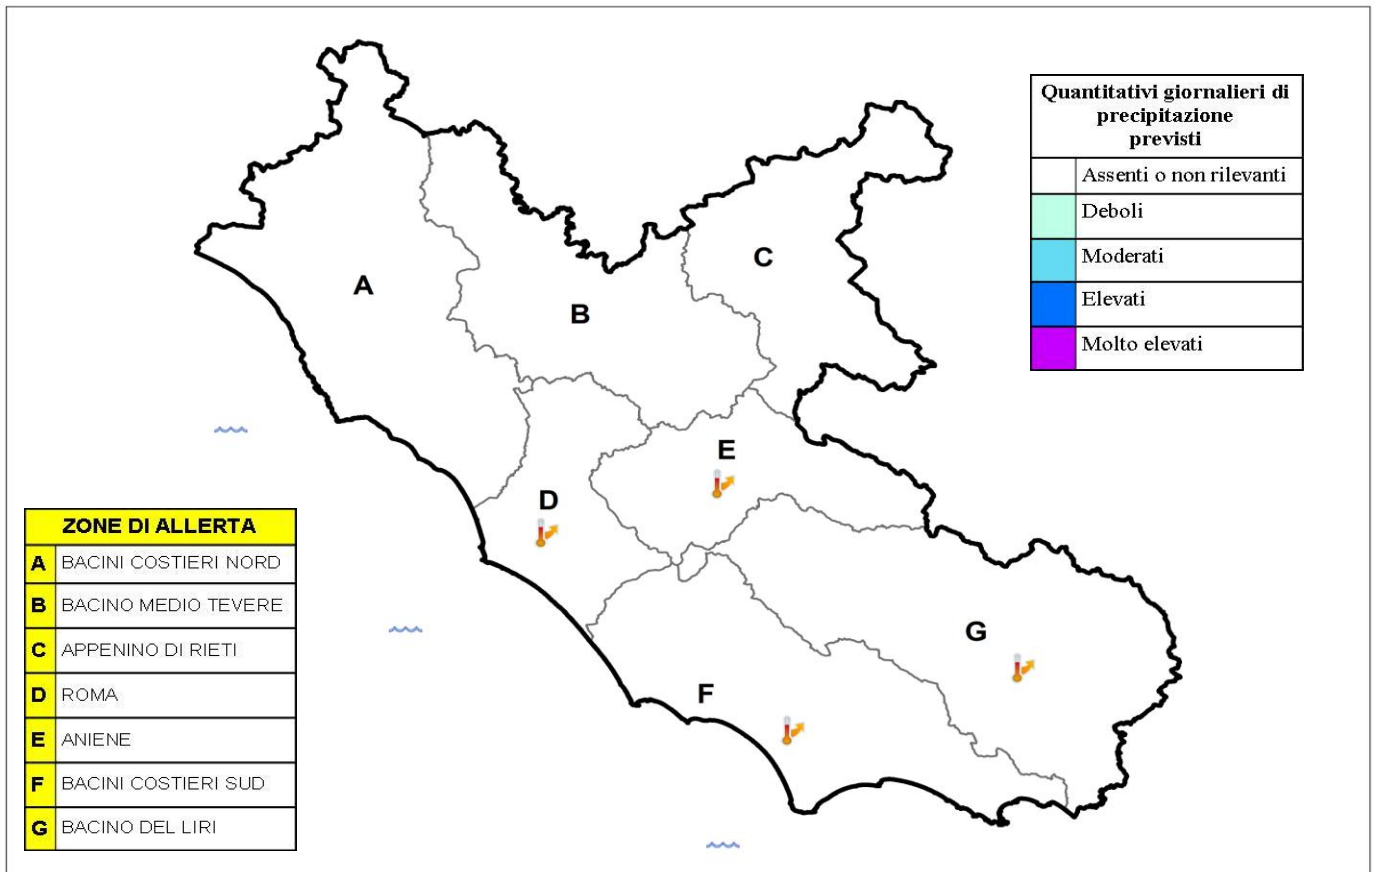 Quantitativi giornalieri di
precipitazione
previsti
Assenti o non rilevanti
Deboli
Moderati
Elevati
Molto elevati
A
B
C
E
D
G
F
ZONE DI ALLERTA
A BACINI COSTIERI NORD
B BACINO MEDIO TEVERE
C APPENINO DI RIETI
D ROMA
E ANIENE
F BACINI COSTIERI SUD
G BACINO DEL LIRI